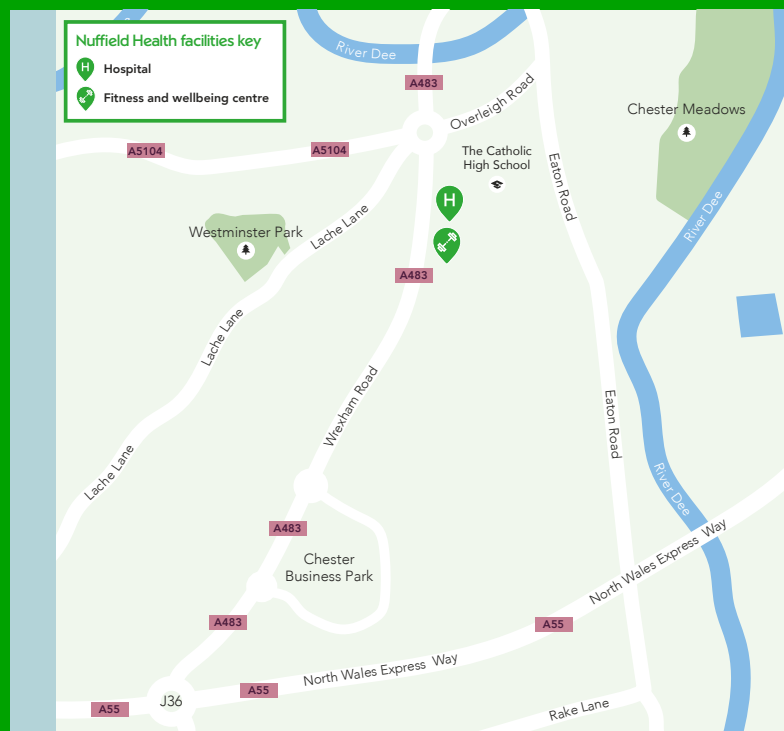 Nuffield Health facilities key
H Hospital
Fitness and wellbeing centre
River Dee
A483
Overleigh Road
Chester Meadows
A5104
A5104
The Catholic
High School
Eaton Road
H
River Dee
Westminster Park
Lache Lane
A483
Lache Lane
Wrexham Road
Eaton Road
Lache Lane
River Dee
A483
North Wales Express Way
Chester
Business Park
A483
A55
North Wales Express Way
A55
J36
A55
Rake Lane